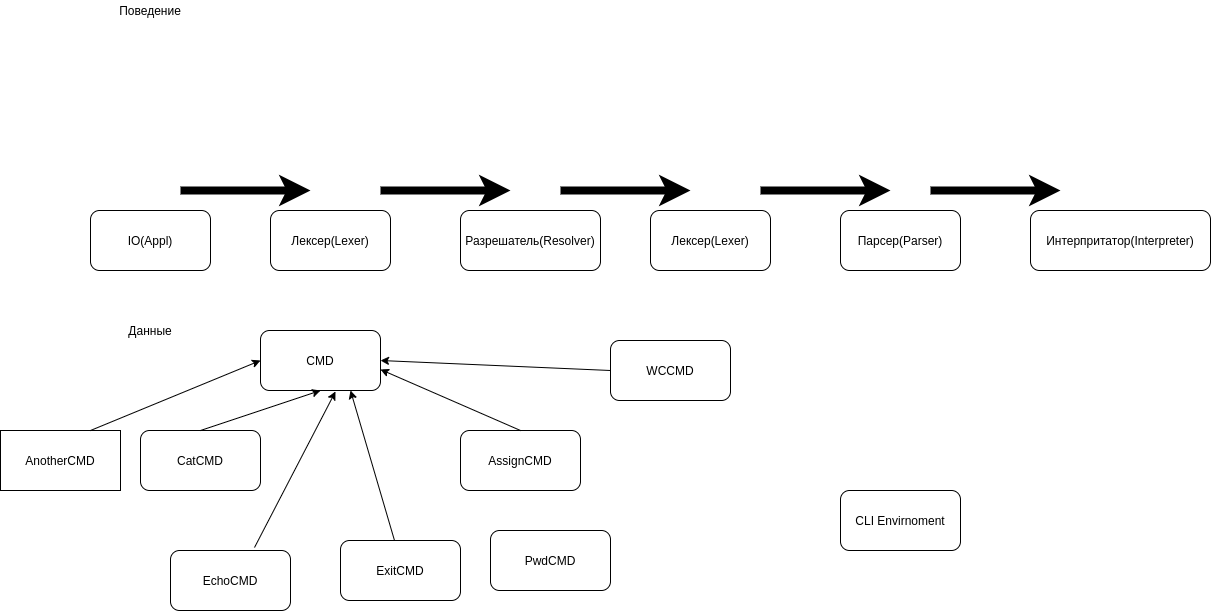 Поведение
IO(Appl)
Лексер(Lexer)
Разрешатель(Resolver)
Лексер(Lexer)
Парсер(Parser)
Интерпритатор(Interpreter)
Данные
CMD
WCCMD
AnotherCMD
CatCMD
AssignCMD
CLI Envirnoment
EchoCMD
ExitCMD
PwdCMD